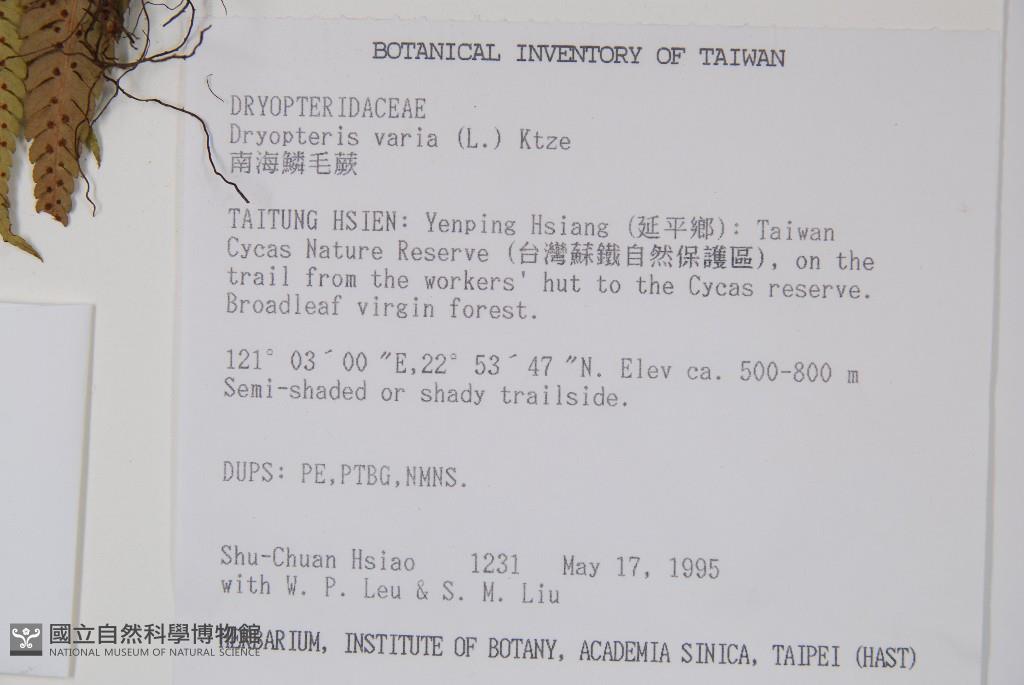 BOTANICAL INVENTORY OF TAIWAN
DRYOPTERIDACEAE
Dryopteris varia (L.) Ktze
南海鱗毛蕨
TAITUNG HSIEN: Yenping Hsiang (延平鄉): Taiwan
Cycas Nature Reserve (台灣蘇鐵自然保護區), on the
trail from the workers' hut to the Cycas reserve.
Broadleaf virgin forest.
121° 03´00 "E,22° 53´47 "N. Elev ca. 500-800 m
Semi-shaded or shady trailside.
DUPS: PE,PTBG,NMNS.
Shu-Chuan Hsiao 1231 May 17, 1995
with W. P. Leu & S. M. Liu
HERBARIUM, INSTITUTE OF BOTANY, ACADEMIA SINICA, TAIPEI (HAST)
國立自然科學博物館
NATIONAL MUSEUM OF NATURAL SCIENCE